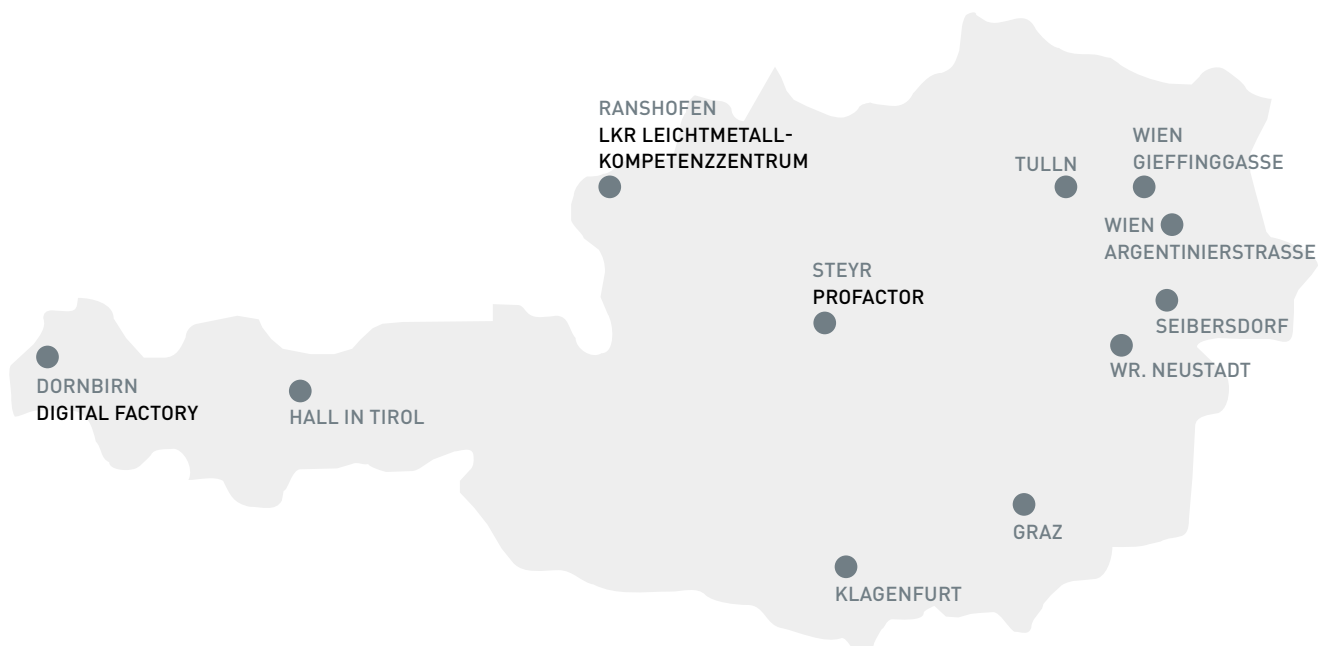 RANSHOFEN
LKR LEICHTMETALL-
KOMPETENZZENTRUM
TULLN
WIEN
GIEFFINGGASSE
WIEN
ARGENTINIERSTRASSE
STEYR
PROFACTOR
SEIBERSDORF
WR. NEUSTADT
DORNBIRN
DIGITAL FACTORY
HALL IN TIROL
GRAZ
KLAGENFURT